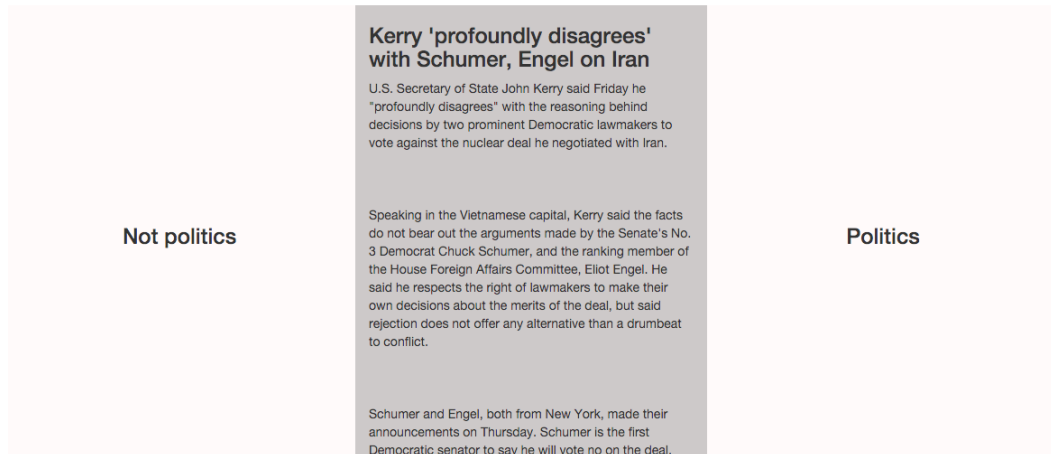 Kerry 'profoundly disagrees'
with Schumer, Engel on Iran
U.S. Secretary of State John Kerry said Friday he
"profoundly disagrees" with the reasoning behind
decisions by two prominent Democratic lawmakers to
vote against the nuclear deal he negotiated with Iran.
Speaking in the Vietnamese capital, Kerry said the facts
do not bear out the arguments made by the Senate's No.
3 Democrat Chuck Schumer, and the ranking member of
the House Foreign Affairs Committee, Eliot Engel. He
said he respects the right of lawmakers to make their
own decisions about the merits of the deal, but said
rejection does not offer any alternative than a drumbeat
to conflict.
Schumer and Engel, both from New York, made their
announcements on Thursday. Schumer is the first
Democratic senator to say he will vote no on the deal.
Not politics
Politics